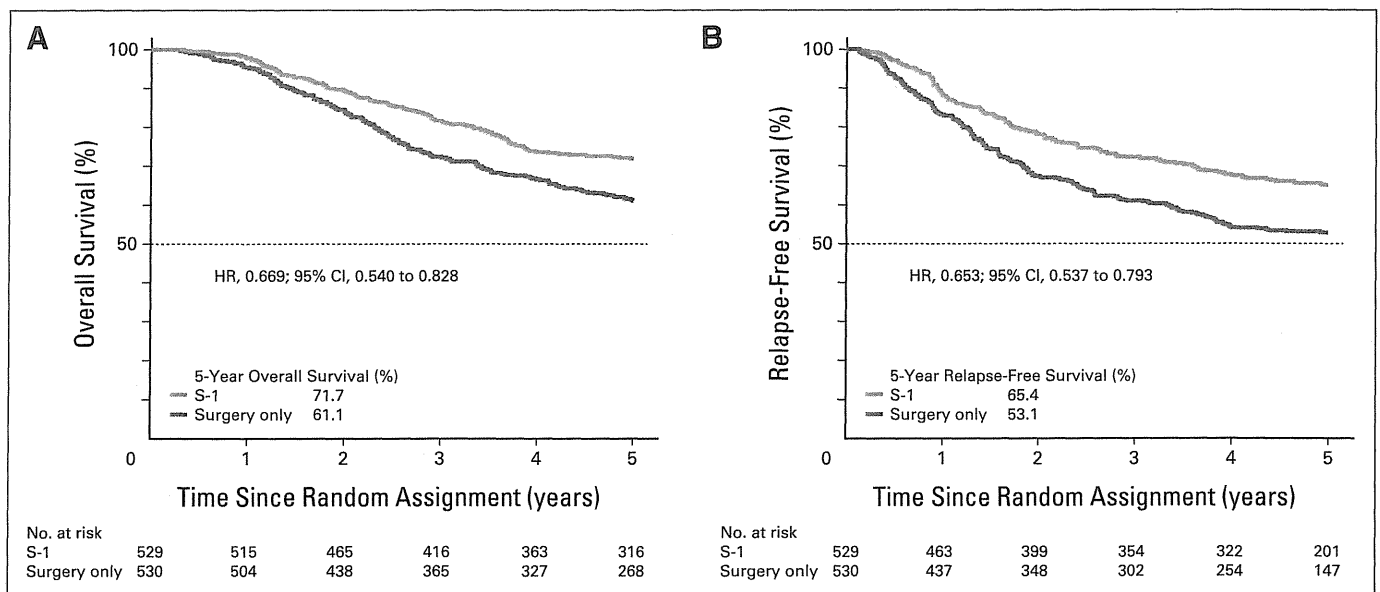 A
Overall Survival (%)
100
50
HR, 0.669; 95% CI, 0.540 to 0.828
5-Year Overall Survival (%)
S-1 71.7
Surgery only 61.1
0 1 2 3 4 5
Time Since Random Assignment (years)
No. at risk
S-1 529 515 465 416 363 316
Surgery only 530 504 438 365 327 268
B
Relapse-Free Survival (%)
100
50
HR, 0.653; 95% CI, 0.537 to 0.793
5-Year Relapse-Free Survival (%)
S-1 65.4
Surgery only 53.1
0 1 2 3 4 5
Time Since Random Assignment (years)
No. at risk
S-1 529 463 399 354 322 201
Surgery only 530 437 348 302 254 147